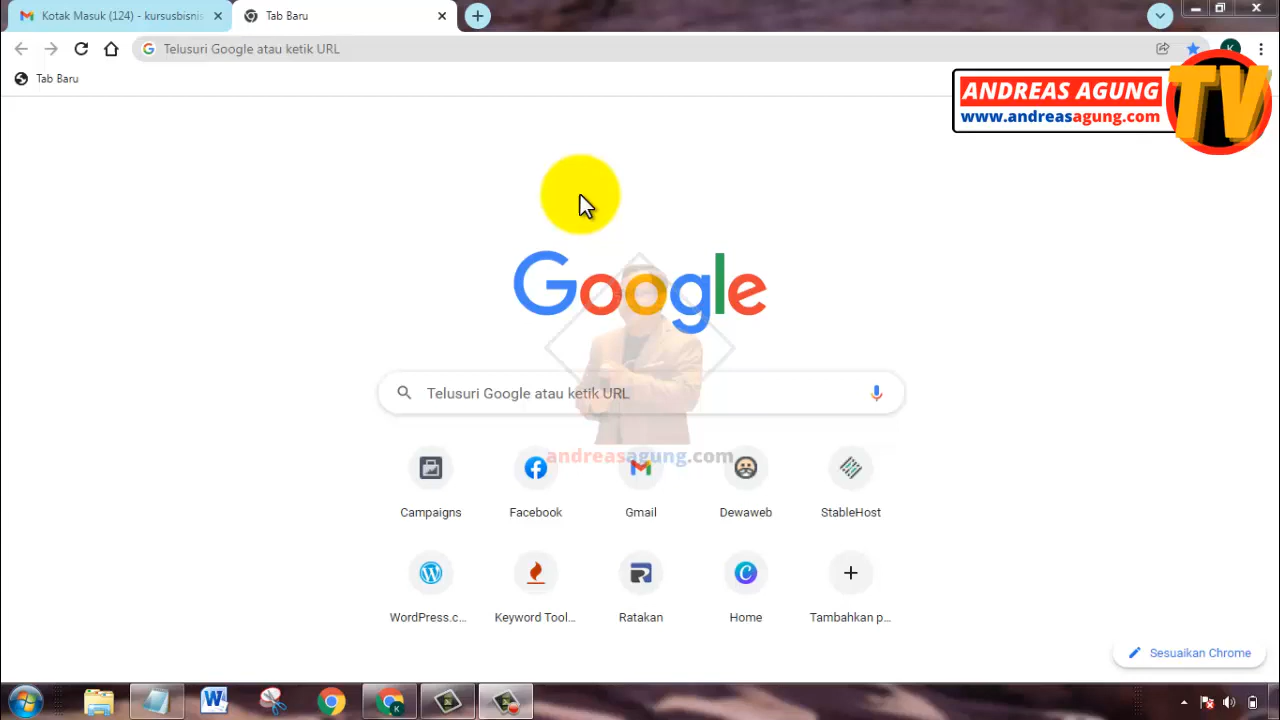 Kotak Masuk (124) - kursusbisnis
Tab Baru
Telusuri Google atau ketik URL
K
Tab Baru
ANDREAS AGUNG
www.andreasagung.com
TV
Google
Telusuri Google atau ketik URL
andreasagung.com
Campaigns
Facebook
Gmail
Dewaweb
StableHost
WordPress.c...
Keyword Tool...
Ratakan
Home
Tambahkan p...
Sesuaikan Chrome